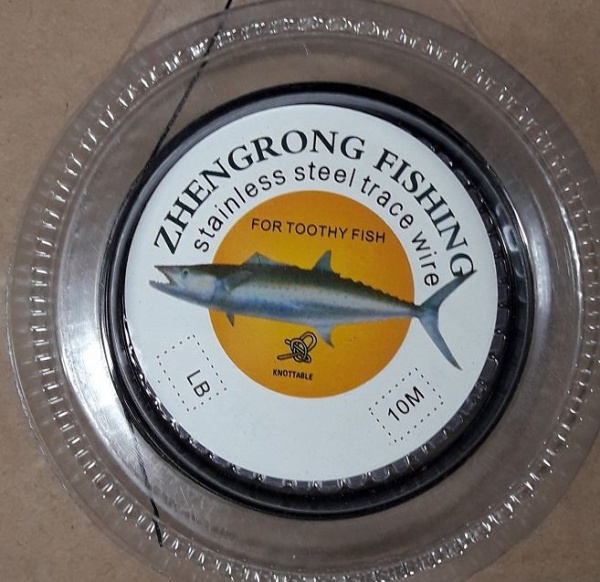 ZHENGRONG FISHING
stainless steel trace wire
FOR TOOTHY FISH
KNOTTABLE
LB
10M